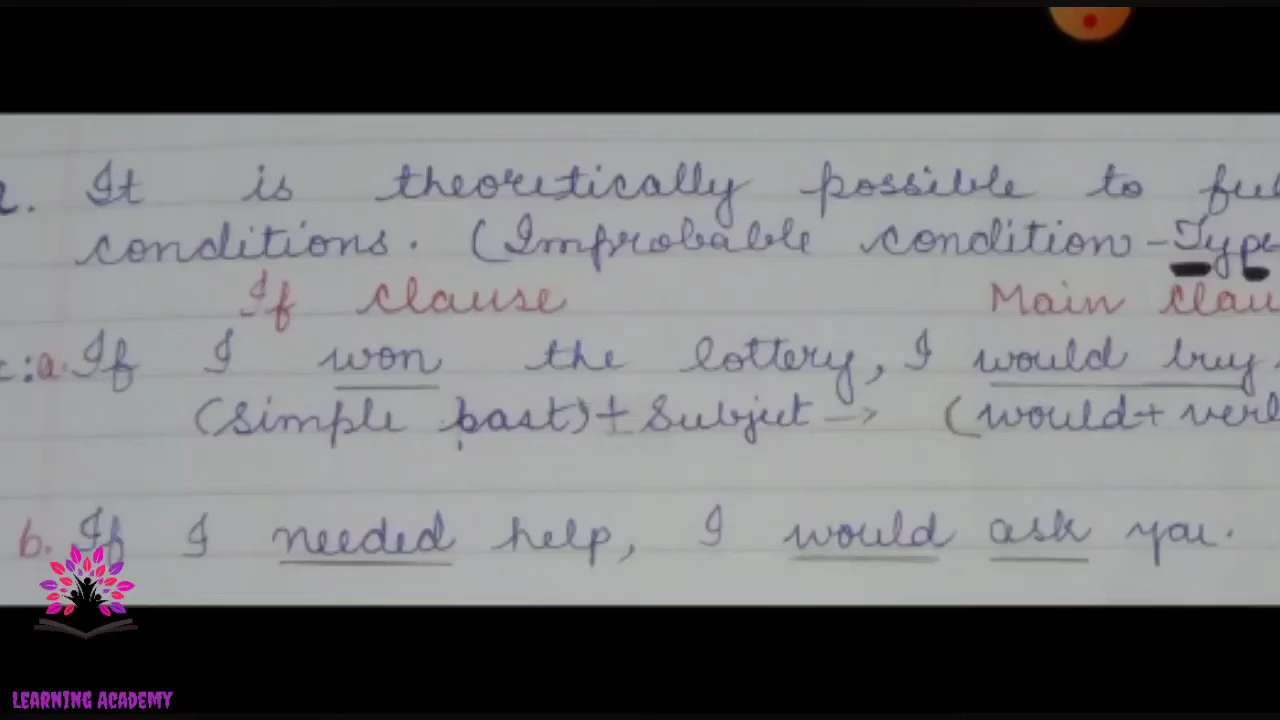 2. It is theoretically possible to ful
conditions. (Improbable condition - Type
If clause Main clau
:a. If I won the lottery, I would buy
(simple past) + Subject → (would + verb
b. If I needed help, I would ask you.
LEARNING ACADEMY